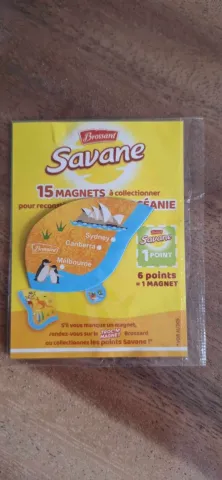 Brossard
Savane
15 MAGNETS à collectionner
pour reco
ÉANIE
Sydney
Canberra
Melbourne
Brossard
Savane
1 POINT
6 points
= 1 MAGNET
S'il vous manque un magnet,
rendez-vous sur le
Brossard
ou collectionnez les points Savane !*